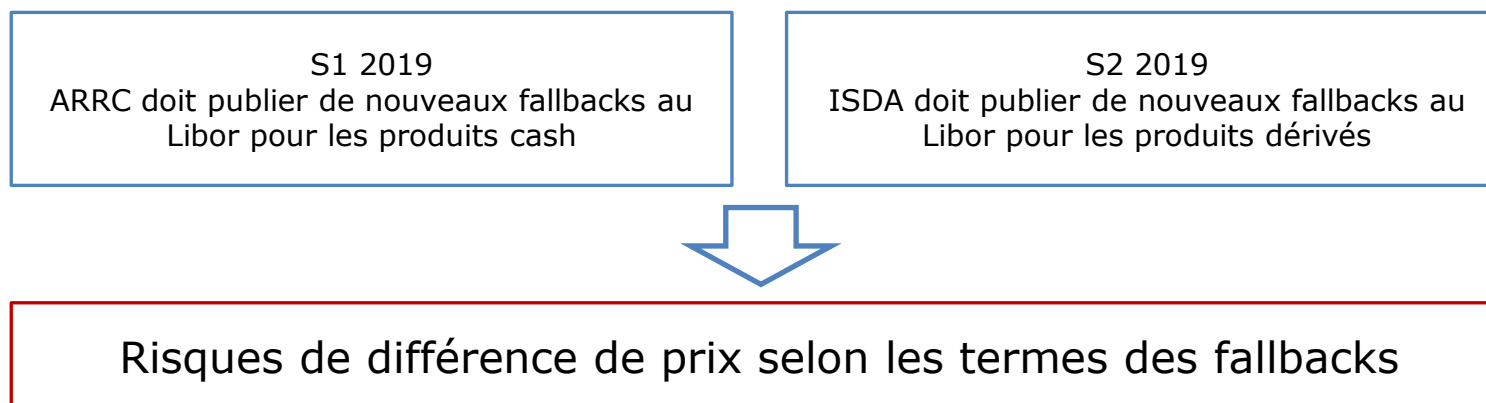 S1 2019
ARRC doit publier de nouveaux fallbacks au
Libor pour les produits cash
S2 2019
ISDA doit publier de nouveaux fallbacks au
Libor pour les produits dérivés
Risques de différence de prix selon les termes des fallbacks